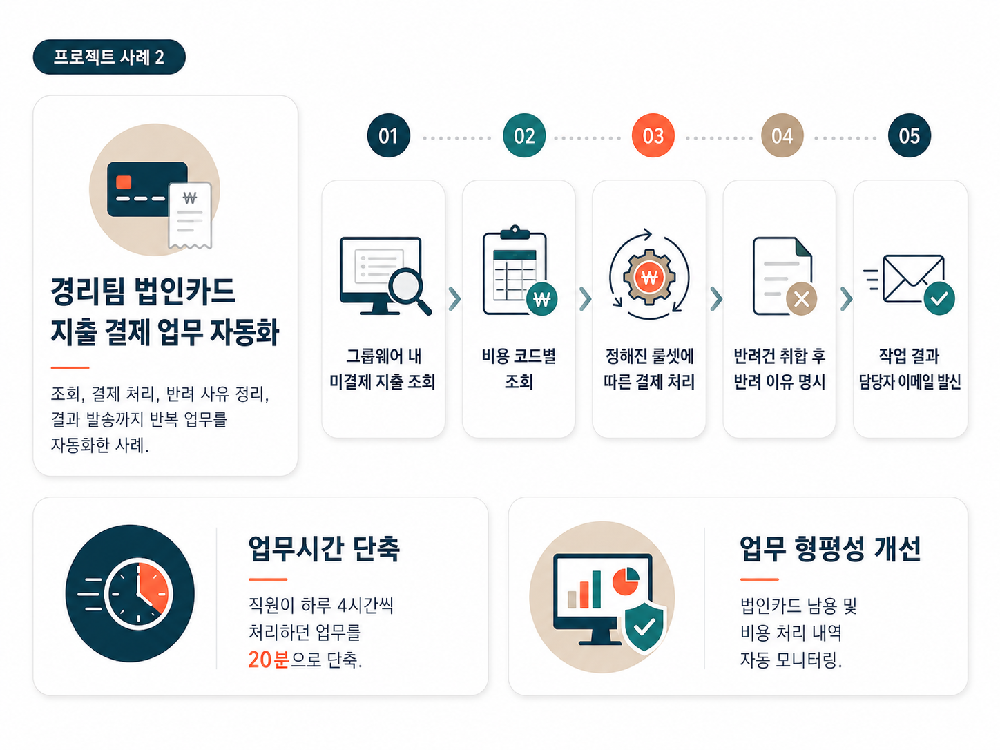 프로젝트 사례 2
경리팀 법인카드
지출 결제 업무 자동화
조회, 결제 처리, 반려 사유 정리,
결과 발송까지 반복 업무를
자동화한 사례.
01
02
03
04
05
그룹웨어 내
미결제 지출 조회
비용 코드별
조회
정해진 룰셋에
따른 결제 처리
반려건 취합 후
반려 이유 명시
작업 결과
담당자 이메일 발신
업무시간 단축
직원이 하루 4시간씩
처리하던 업무를
20분으로 단축.
업무 형평성 개선
법인카드 남용 및
비용 처리 내역
자동 모니터링.